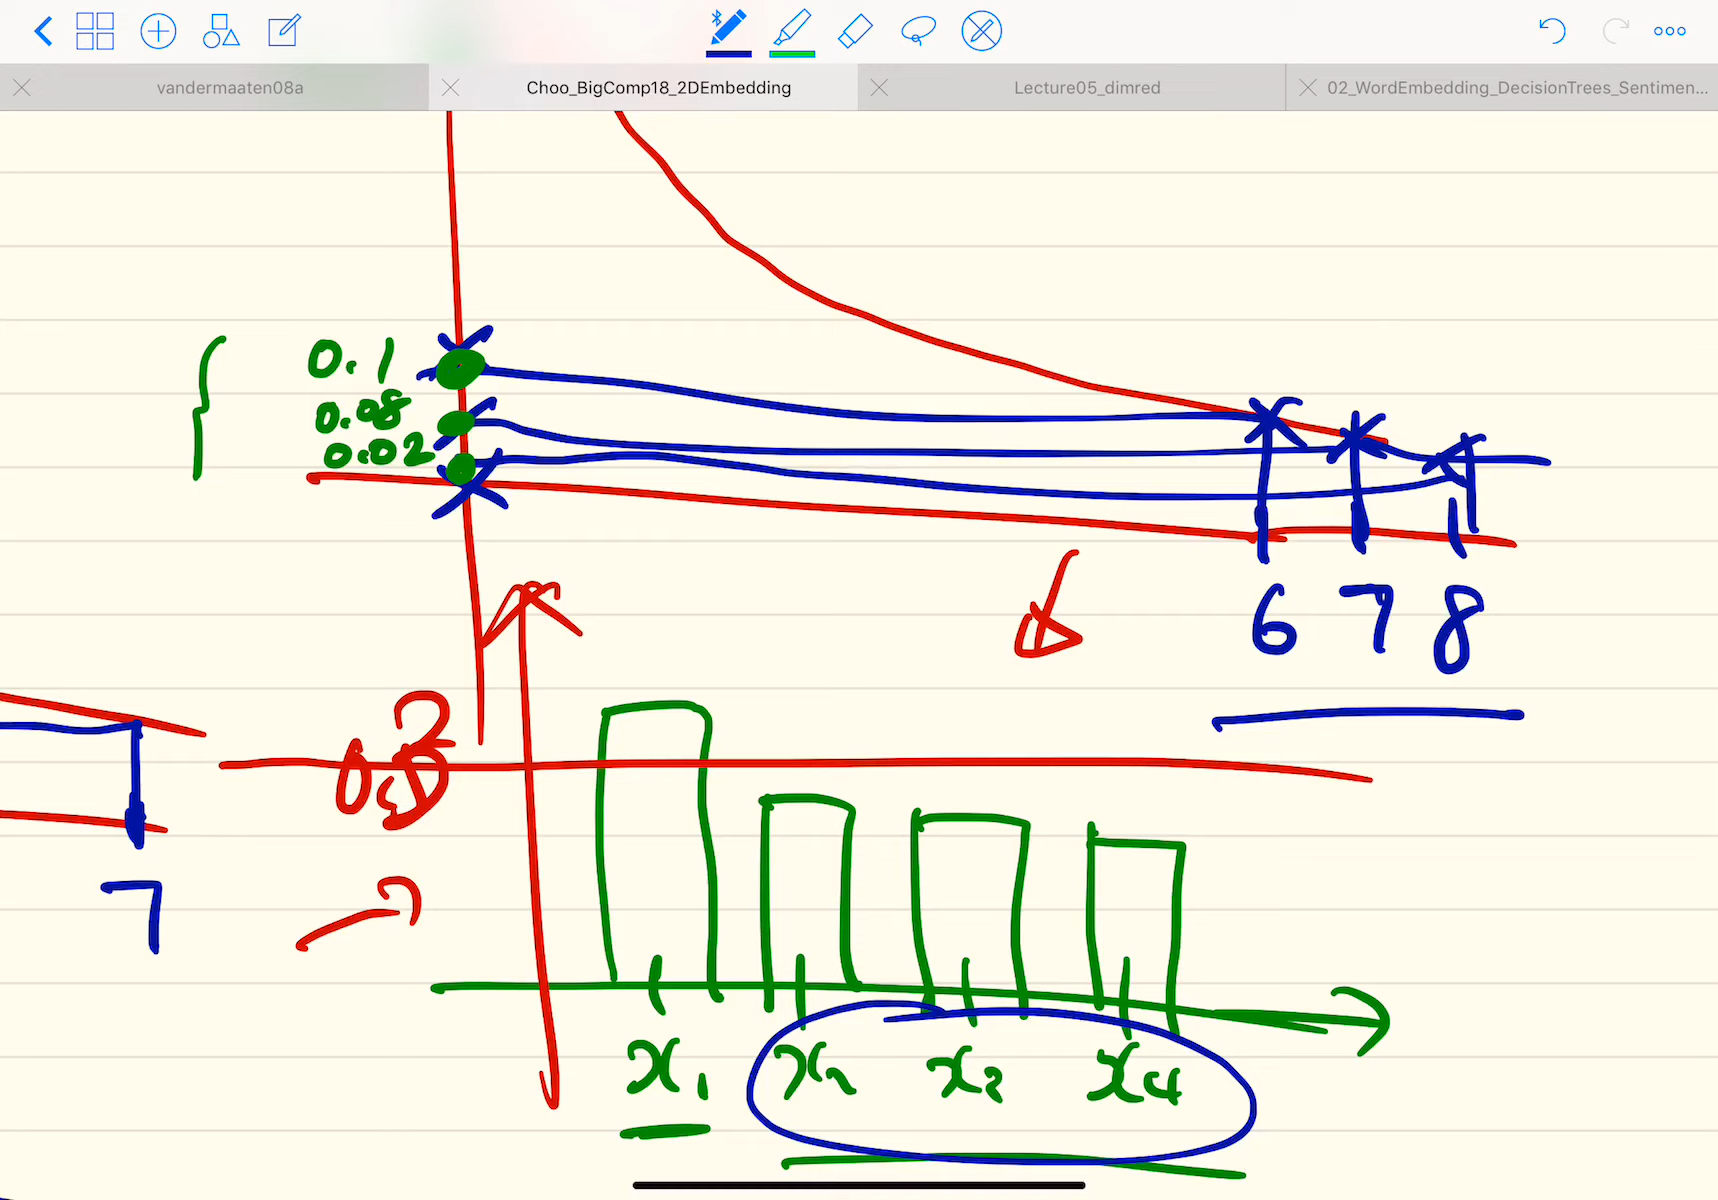 vandermaaten08a
Choo_BigComp18_2DEmbedding
Lecture05_dimred
02_WordEmbedding_DecisionTrees_Sentimen...
0.1
0.08
0.02
6 7 8
7
x1 x2 x3 x4